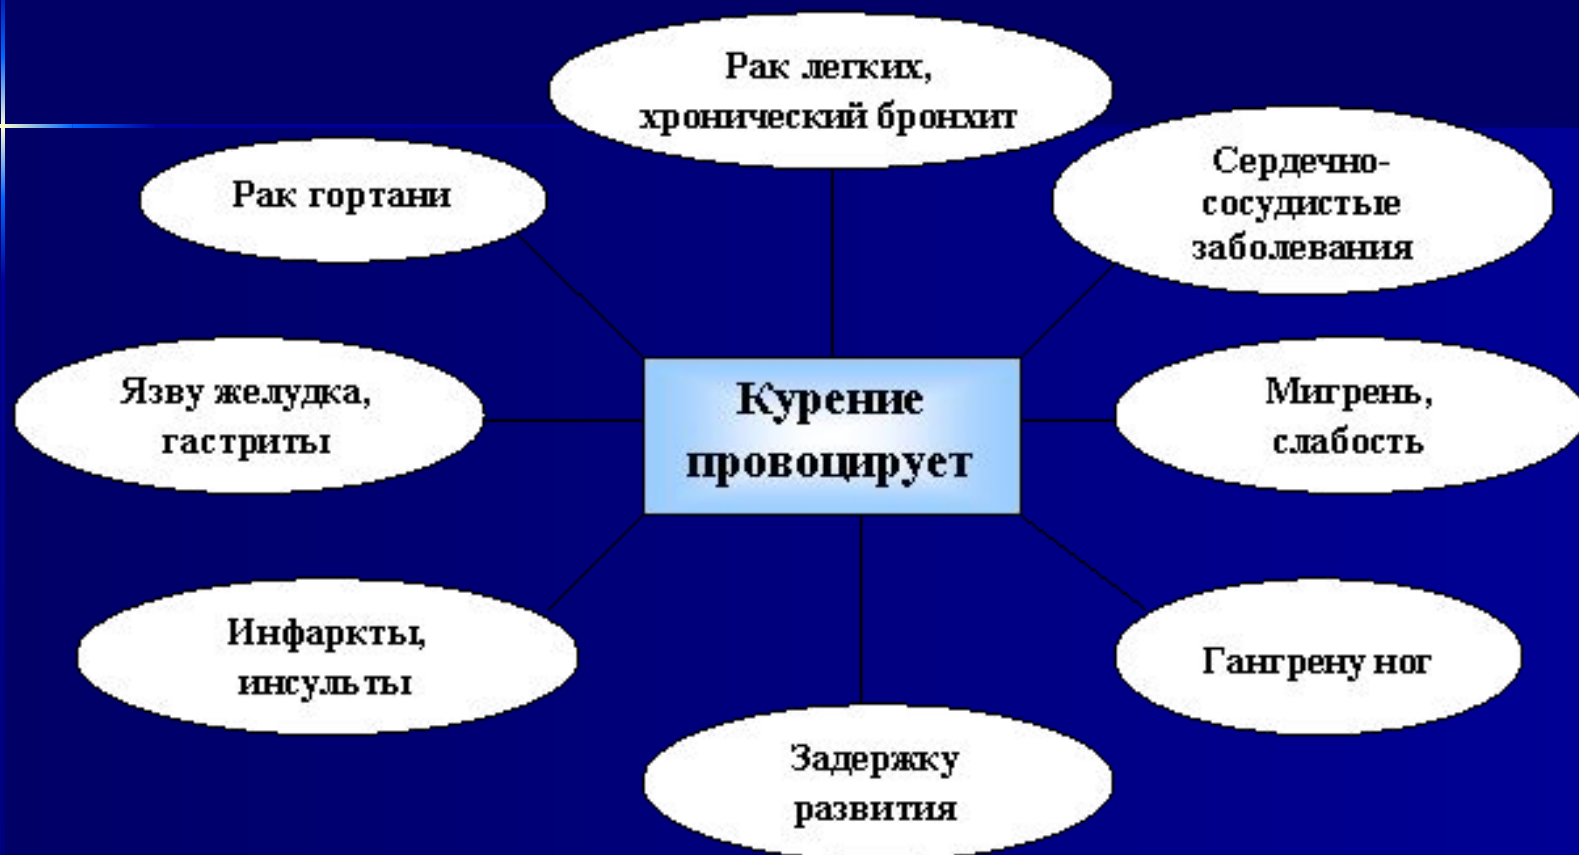 Рак легких,
хронический бронхит
Рак гортани
Сердечно-
сосудистые
заболевания
Язву желудка,
гастриты
Курение
провоцирует
Мигрень,
слабость
Инфаркты,
инсульты
Гангрену ног
Задержку
развития